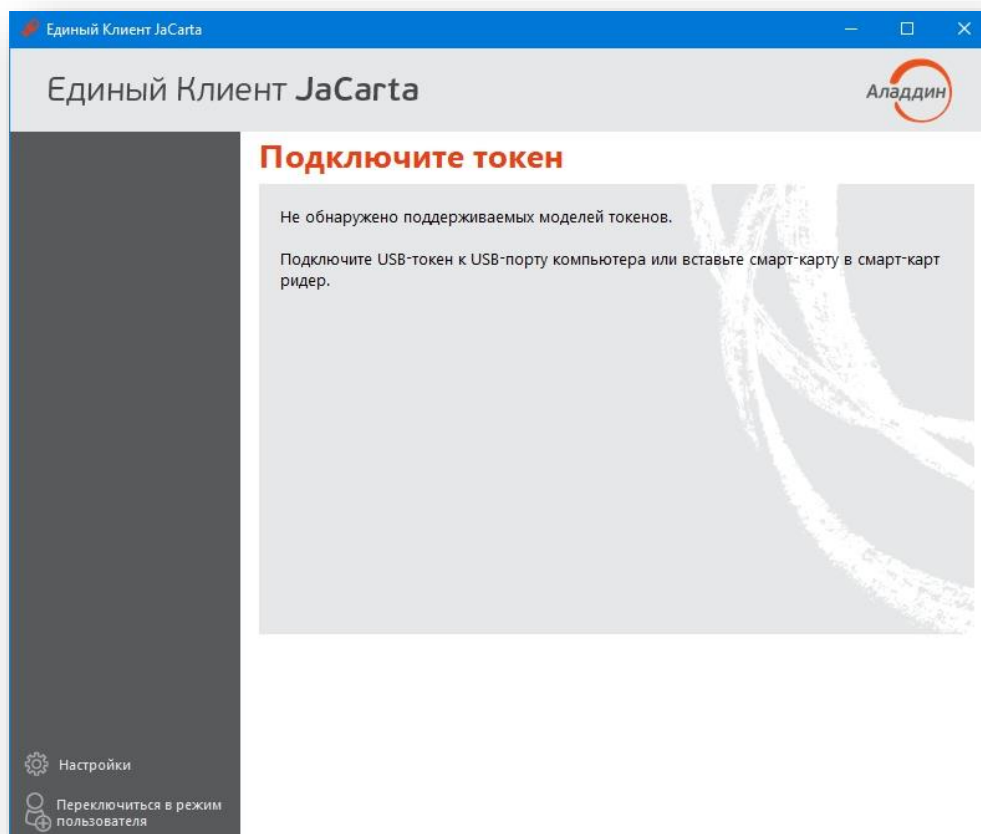 Единый Клиент JaCarta
Единый Клиент JaCarta
Аладдин
Подключите токен
Не обнаружено поддерживаемых моделей токенов.
Подключите USB-токен к USB-порту компьютера или вставьте смарт-карту в смарт-карт
ридер.
Настройки
Переключиться в режим
пользователя